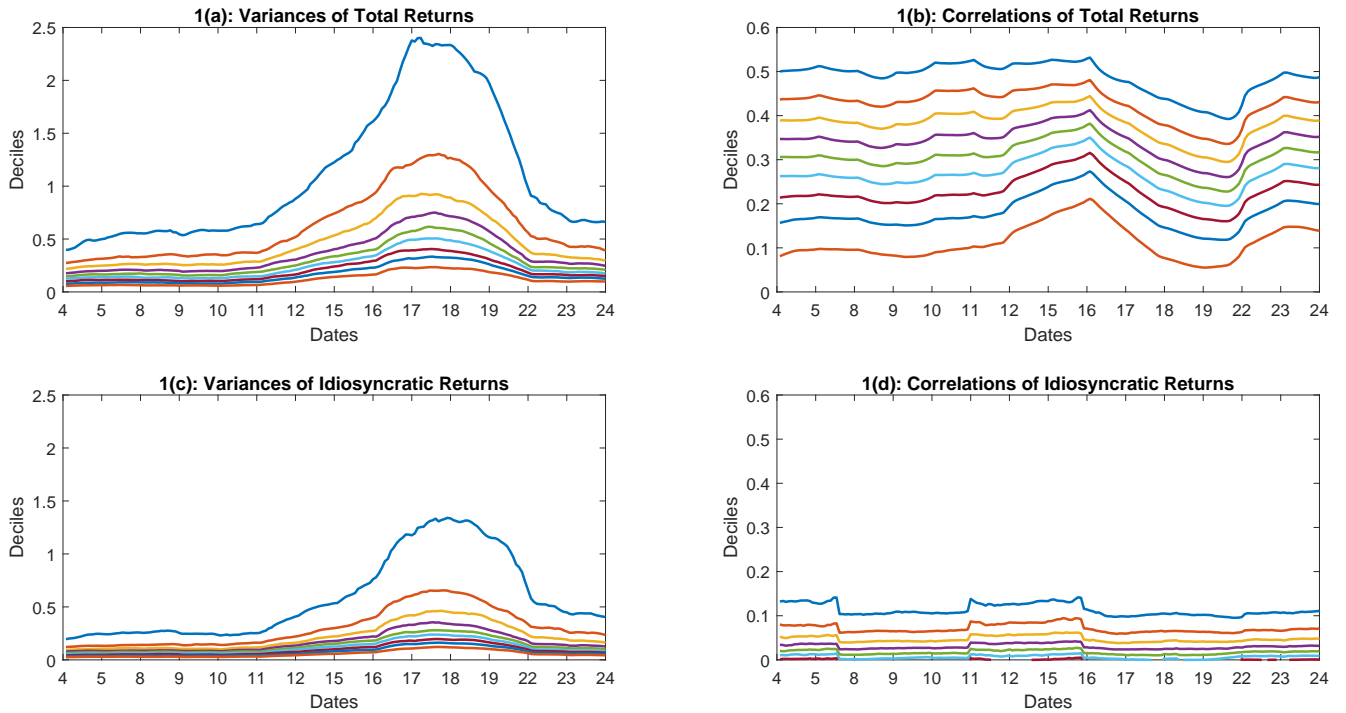 1(a): Variances of Total Returns
2.5
2
1.5
1
0.5
0
Deciles
4 5 8 9 10 11 12 15 16 17 18 19 22 23 24
Dates
1(b): Correlations of Total Returns
0.6
0.5
0.4
0.3
0.2
0.1
0
Deciles
4 5 8 9 10 11 12 15 16 17 18 19 22 23 24
Dates
1(c): Variances of Idiosyncratic Returns
2.5
2
1.5
1
0.5
0
Deciles
4 5 8 9 10 11 12 15 16 17 18 19 22 23 24
Dates
1(d): Correlations of Idiosyncratic Returns
0.6
0.5
0.4
0.3
0.2
0.1
0
Deciles
4 5 8 9 10 11 12 15 16 17 18 19 22 23 24
Dates